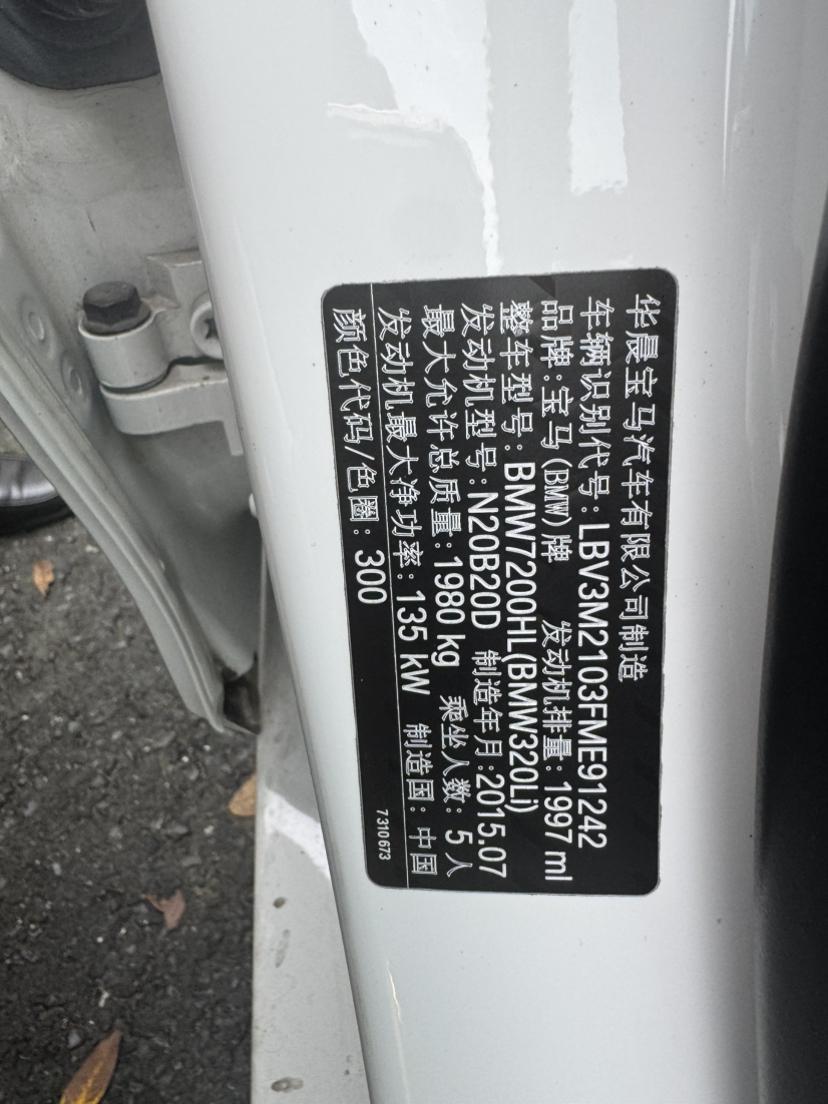 华晨宝马汽车有限公司制造
车辆识别代号:LBV3M2103FME91242
品牌:宝马(BMW)牌 发动机排量:1997 ml
整车型号:BMW7200HL(BMW320Li)
发动机型号:N20B20D 制造年月:2015.07
最大允许总质量:1980 kg 乘坐人数:5人
发动机最大净功率:135 kW 制造国:中国
颜色代码/色圈:300 7310673